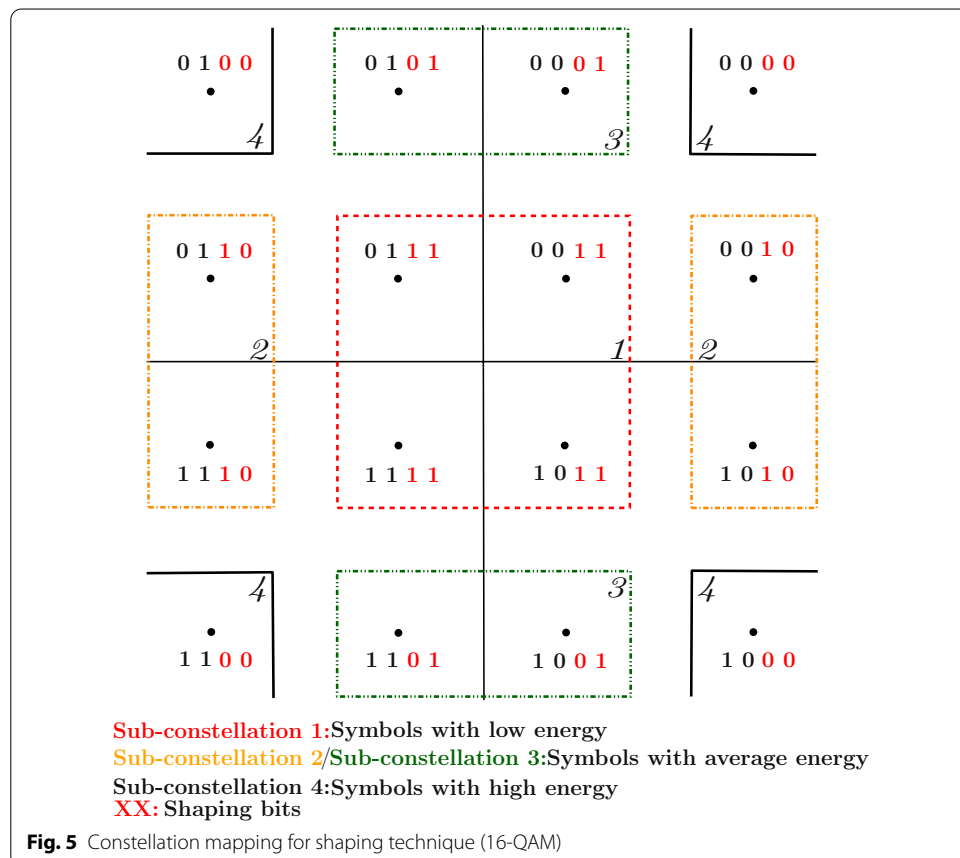 0 1 0 0 0 1 0 1 0 0 0 1 0 0 0 0
4 3 4
0 1 1 0 0 1 1 1 0 0 1 1 0 0 1 0
2 1 2
1 1 1 0 1 1 1 1 1 0 1 1 1 0 1 0
4 3 4
1 1 0 0 1 1 0 1 1 0 0 1 1 0 0 0
Sub-constellation 1:Symbols with low energy
Sub-constellation 2/Sub-constellation 3:Symbols with average energy
Sub-constellation 4:Symbols with high energy
XX: Shaping bits
Fig. 5 Constellation mapping for shaping technique (16-QAM)